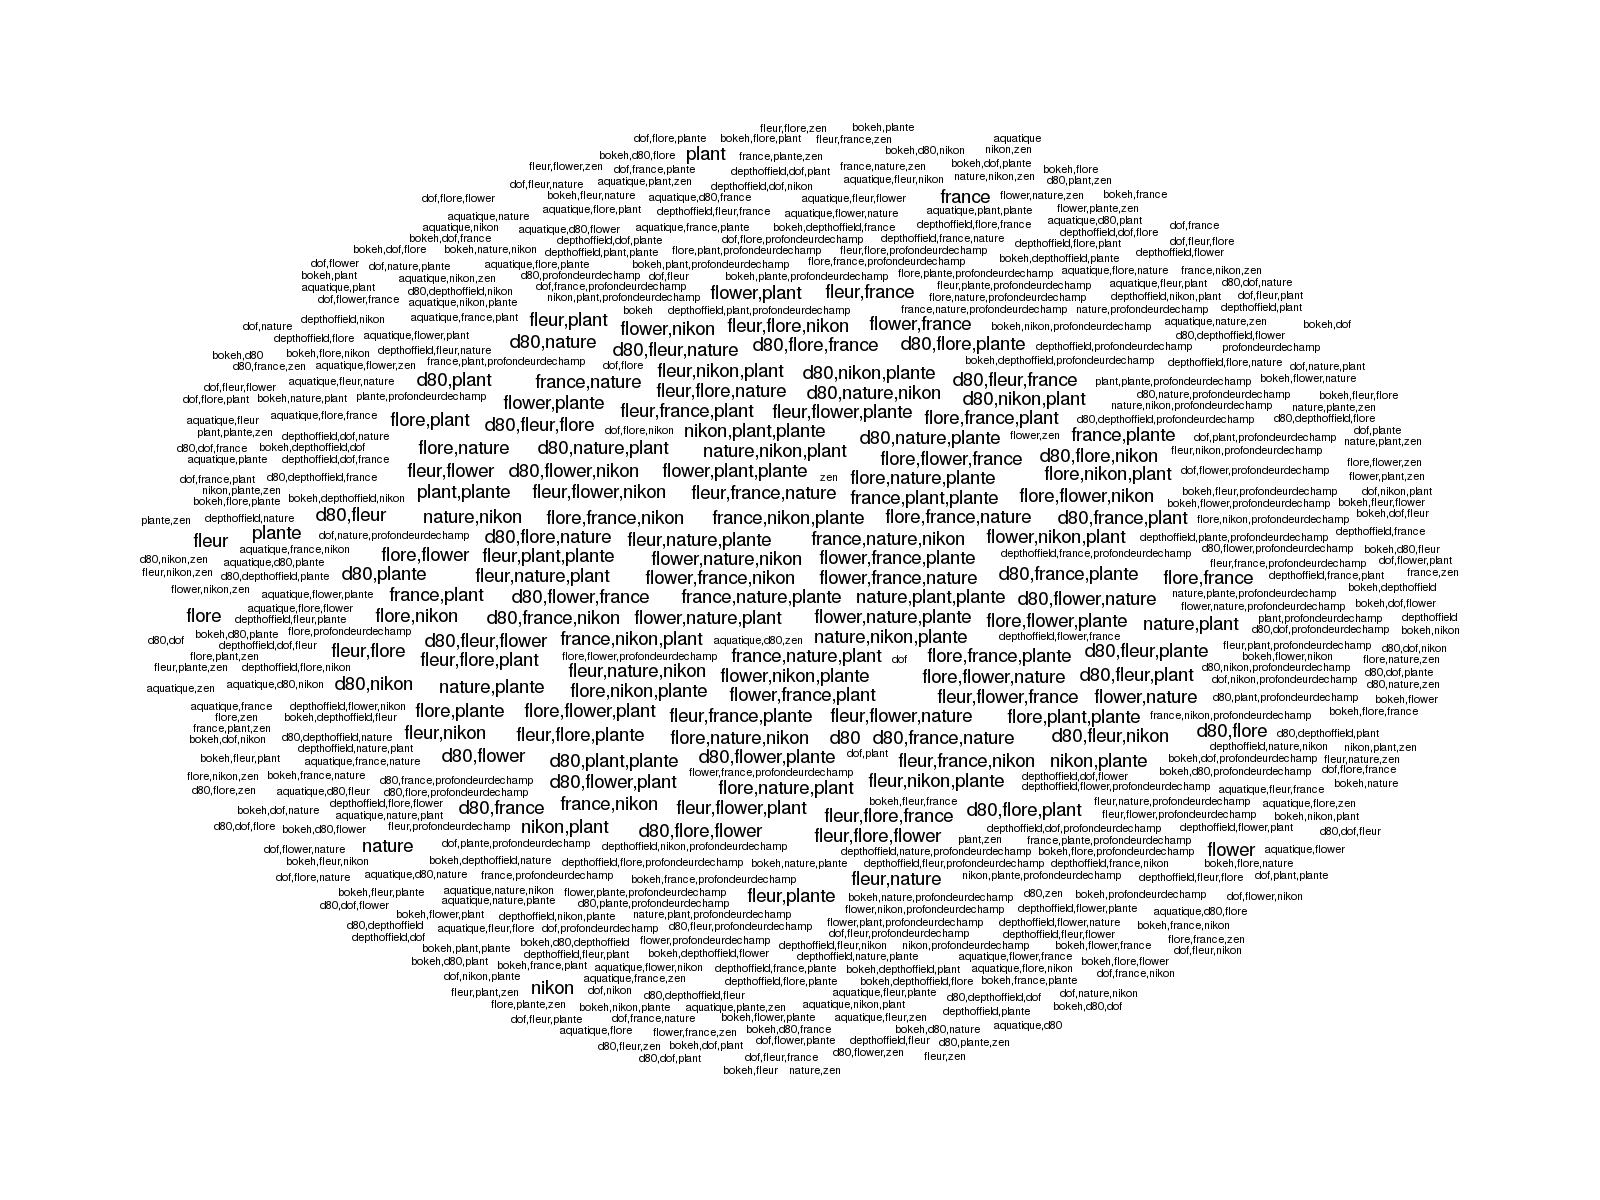 fleur,flore,zen bokeh,plante
dof,flore,plante bokeh,flore,plant fleur,france,zen aquatique
bokeh,d80,flore plant france,plante,zen bokeh,d80,nikon nikon,zen
fleur,flower,zen dof,france,plante depthoffield,dof,plant france,nature,zen bokeh,dof,plante bokeh,flore
dof,fleur,nature aquatique,plant,zen depthoffield,dof,nikon aquatique,fleur,nikon nature,nikon,zen d80,plant,zen
dof,flore,flower bokeh,fleur,nature aquatique,d80,france aquatique,fleur,flower france flower,nature,zen bokeh,france
aquatique,nature aquatique,flore,plant depthoffield,fleur,france aquatique,flower,nature aquatique,plant,plante flower,plante,zen
aquatique,nikon aquatique,d80,flower aquatique,france,plante bokeh,depthoffield,france depthoffield,flore,france aquatique,d80,plant dof,france
bokeh,dof,france depthoffield,dof,plante dof,flore,profondeurdechamp depthoffield,france,nature depthoffield,dof,flore dof,fleur,flore
bokeh,dof,flore bokeh,nature,nikon depthoffield,plant,plante flore,plant,profondeurdechamp fleur,flore,profondeurdechamp depthoffield,flore,plant depthoffield,flower
dof,flower dof,nature,plante aquatique,flore,plante bokeh,plant,profondeurdechamp flore,france,profondeurdechamp bokeh,depthoffield,plante
bokeh,plant aquatique,nikon,zen d80,profondeurdechamp dof,fleur bokeh,plante,profondeurdechamp flore,plante,profondeurdechamp aquatique,flore,nature france,nikon,zen
aquatique,plant d80,depthoffield,nikon dof,france,profondeurdechamp flower,plant fleur,france fleur,plante,profondeurdechamp aquatique,fleur,plant d80,dof,nature
dof,flower,france aquatique,nikon,plante nikon,plant,profondeurdechamp flore,nature,profondeurdechamp depthoffield,nikon,plant dof,fleur,plant
depthoffield,nikon aquatique,france,plant fleur,plant bokeh depthoffield,plant,profondeurdechamp france,nature,profondeurdechamp nature,profondeurdechamp depthoffield,plant
dof,nature flower,nikon fleur,flore,nikon flower,france bokeh,nikon,profondeurdechamp aquatique,nature,zen bokeh,dof
depthoffield,flore aquatique,flower,plant d80,nature d80,fleur,nature d80,flore,france d80,flore,plante depthoffield,profondeurdechamp d80,depthoffield,flower profondeurdechamp
bokeh,d80 bokeh,flore,nikon depthoffield,fleur,nature bokeh,depthoffield,profondeurdechamp depthoffield,flore,nature
d80,france,zen aquatique,flower,zen france,plant,profondeurdechamp dof,flore fleur,nikon,plant d80,nikon,plante d80,fleur,france dof,nature,plant
dof,fleur,flower aquatique,fleur,nature d80,plant france,nature plant,plante,profondeurdechamp bokeh,flower,nature
dof,flore,plant bokeh,nature,plant plante,profondeurdechamp flower,plante fleur,flore,nature d80,nature,nikon d80,nikon,plant d80,nature,profondeurdechamp bokeh,fleur,flore
aquatique,fleur aquatique,flore,france flore,plant fleur,france,plant fleur,flower,plante flore,france,plant nature,nikon,profondeurdechamp nature,plante,zen
plant,plante,zen depthoffield,dof,nature d80,fleur,flore dof,flore,nikon nikon,plant,plante d80,nature,plante flower,zen france,plante d80,depthoffield,profondeurdechamp d80,depthoffield,flore dof,plante
d80,dof,france bokeh,depthoffield,dof flore,nature d80,nature,plant nature,nikon,plant flore,flower,france d80,flore,nikon dof,plant,profondeurdechamp nature,plant,zen
aquatique,plante depthoffield,dof,france fleur,flower d80,flower,nikon flower,plant,plante zen flore,nature,plante flore,nikon,plant fleur,nikon,profondeurdechamp flore,flower,zen
dof,france,plant d80,depthoffield,france dof,flower,profondeurdechamp flower,plant,zen
nikon,plante,zen bokeh,flore,plante bokeh,depthoffield,nikon plant,plante fleur,flower,nikon fleur,france,nature france,plant,plante flore,flower,nikon bokeh,fleur,profondeurdechamp dof,nikon,plant
plante,zen depthoffield,nature d80,fleur nature,nikon flore,france,nikon france,nikon,plante flore,france,nature d80,france,plant bokeh,flower,profondeurdechamp bokeh,fleur,flower
flore,nikon,profondeurdechamp bokeh,dof,fleur
fleur plante dof,nature,profondeurdechamp d80,flore,nature fleur,nature,plante france,nature,nikon flower,nikon,plant depthoffield,plante,profondeurdechamp depthoffield,france
d80,nikon,zen aquatique,france,nikon flore,flower fleur,plant,plante flower,nature,nikon flower,france,plante depthoffield,france,profondeurdechamp d80,flower,profondeurdechamp bokeh,d80,fleur
fleur,nikon,zen aquatique,d80,plante d80,depthoffield,plante d80,plante fleur,nature,plant flower,france,nikon flower,france,nature d80,france,plante flore,france fleur,france,profondeurdechamp dof,flower,plant
depthoffield,france,plant france,zen
flower,nikon,zen aquatique,flower,plante france,plant d80,flower,france france,nature,plante nature,plant,plante d80,flower,nature nature,plante,profondeurdechamp bokeh,depthoffield
flore aquatique,flore,flower flore,nikon d80,france,nikon flower,nature,plant flower,nature,plante flore,flower,plante flower,nature,profondeurdechamp bokeh,dof,flower
depthoffield,fleur,plante nature,plant plant,profondeurdechamp depthoffield
d80,dof bokeh,d80,plante flore,profondeurdechamp d80,fleur,flower france,nikon,plant aquatique,d80,zen nature,nikon,plante depthoffield,fleur,france d80,dof,profondeurdechamp bokeh,nikon
flore,plant,zen depthoffield,dof,fleur fleur,flore fleur,flore,plant flore,flower,profondeurdechamp france,nature,plant dof flore,france,plante d80,fleur,plante fleur,plant,profondeurdechamp d80,dof,nikon
fleur,plante,zen depthoffield,flore,nikon fleur,nature,nikon flower,nikon,plante flore,flower,nature d80,fleur,plant bokeh,flower,nikon flore,nature,zen
d80,nikon,profondeurdechamp d80,dof,plante
aquatique,zen aquatique,d80,nikon d80,nikon nature,plante flore,nikon,plante flower,france,plant fleur,flower,france flower,nature dof,nikon,profondeurdechamp d80,nature,zen
d80,plant,profondeurdechamp bokeh,flower
aquatique,france depthoffield,flower,nikon flore,plante flore,flower,plant fleur,france,plante fleur,flower,nature flore,plant,plante france,nikon,profondeurdechamp bokeh,flore,france
flore,zen bokeh,depthoffield,fleur
france,plant,zen bokeh,dof,nikon d80,depthoffield,nature fleur,nikon fleur,flore,plante flore,nature,nikon d80 d80,france,nature d80,fleur,nikon d80,flore d80,depthoffield,plant
bokeh,fleur,plant depthoffield,nature,plant aquatique,france,nature d80,flower d80,plant,plante d80,flower,plante dof,plant fleur,france,nikon nikon,plante depthoffield,nature,nikon nikon,plant,zen
bokeh,dof,profondeurdechamp fleur,nature,zen
flore,nikon,zen bokeh,france,nature d80,france,profondeurdechamp d80,flower,plant flower,france,profondeurdechamp fleur,nikon,plante depthoffield,dof,flower bokeh,d80,profondeurdechamp dof,flore,france
d80,flore,zen aquatique,d80,fleur d80,flore,profondeurdechamp flore,nature,plant depthoffield,flower,profondeurdechamp aquatique,fleur,france bokeh,nature
bokeh,dof,nature depthoffield,flore,flower aquatique,nature,plant d80,france france,nikon fleur,flower,plant bokeh,fleur,france fleur,flore,france d80,flore,plant fleur,nature,profondeurdechamp aquatique,flore,zen
fleur,flower,profondeurdechamp bokeh,nikon,plant
d80,dof,flore bokeh,d80,flower fleur,profondeurdechamp nikon,plant d80,flore,flower fleur,flore,flower depthoffield,dof,profondeurdechamp depthoffield,flower,plant d80,dof,fleur
dof,flower,nature nature dof,plante,profondeurdechamp depthoffield,nikon,profondeurdechamp plant,zen france,plante,profondeurdechamp flower aquatique,flower
depthoffield,nature,profondeurdechamp bokeh,flore,profondeurdechamp
bokeh,fleur,nikon bokeh,depthoffield,nature depthoffield,flore,profondeurdechamp bokeh,nature,plante depthoffield,fleur,profondeurdechamp depthoffield,france,nikon bokeh,flore,nature
dof,flore,nature aquatique,d80,nature france,profondeurdechamp bokeh,france,profondeurdechamp fleur,nature nikon,plante,profondeurdechamp depthoffield,fleur,flore dof,plant,plante
bokeh,fleur,plante aquatique,nature,nikon flower,plante,profondeurdechamp fleur,plante bokeh,nature,profondeurdechamp d80,zen bokeh,profondeurdechamp dof,flower,nikon
d80,dof,flower aquatique,nature,plante d80,plante,profondeurdechamp flower,nikon,profondeurdechamp depthoffield,flower,plante aquatique,d80,flore
bokeh,flower,plant depthoffield,nikon,plante nature,plant,profondeurdechamp
d80,depthoffield aquatique,fleur,flore dof,profondeurdechamp d80,fleur,profondeurdechamp flower,plant,profondeurdechamp depthoffield,flower,nature bokeh,france,nikon
depthoffield,dof bokeh,d80,depthoffield flower,profondeurdechamp dof,fleur,profondeurdechamp depthoffield,fleur,flower flore,france,zen
bokeh,plant,plante depthoffield,fleur,plant bokeh,depthoffield,flower depthoffield,fleur,nikon nikon,profondeurdechamp bokeh,flower,france dof,fleur,nikon
bokeh,d80,plant bokeh,france,plant aquatique,flower,nikon depthoffield,france,plante depthoffield,nature,plante bokeh,depthoffield,plant aquatique,flower,france aquatique,flore,nikon bokeh,flore,flower
dof,nikon,plante aquatique,france,zen depthoffield,flore,plante bokeh,depthoffield,flore bokeh,france,plante dof,france,nikon
fleur,plant,zen nikon dof,nikon d80,depthoffield,fleur aquatique,fleur,plante d80,depthoffield,dof dof,nature,nikon
flore,plante,zen bokeh,nikon,plante aquatique,plante,zen aquatique,nikon,plant depthoffield,plante bokeh,d80,dof
dof,fleur,plante dof,france,nature bokeh,flower,plante aquatique,fleur,zen
aquatique,flore flower,france,zen bokeh,d80,france bokeh,d80,nature aquatique,d80
d80,fleur,zen bokeh,dof,plant dof,flower,plante depthoffield,fleur d80,plante,zen
d80,dof,plant dof,fleur,france d80,flower,zen fleur,zen
bokeh,fleur nature,zen